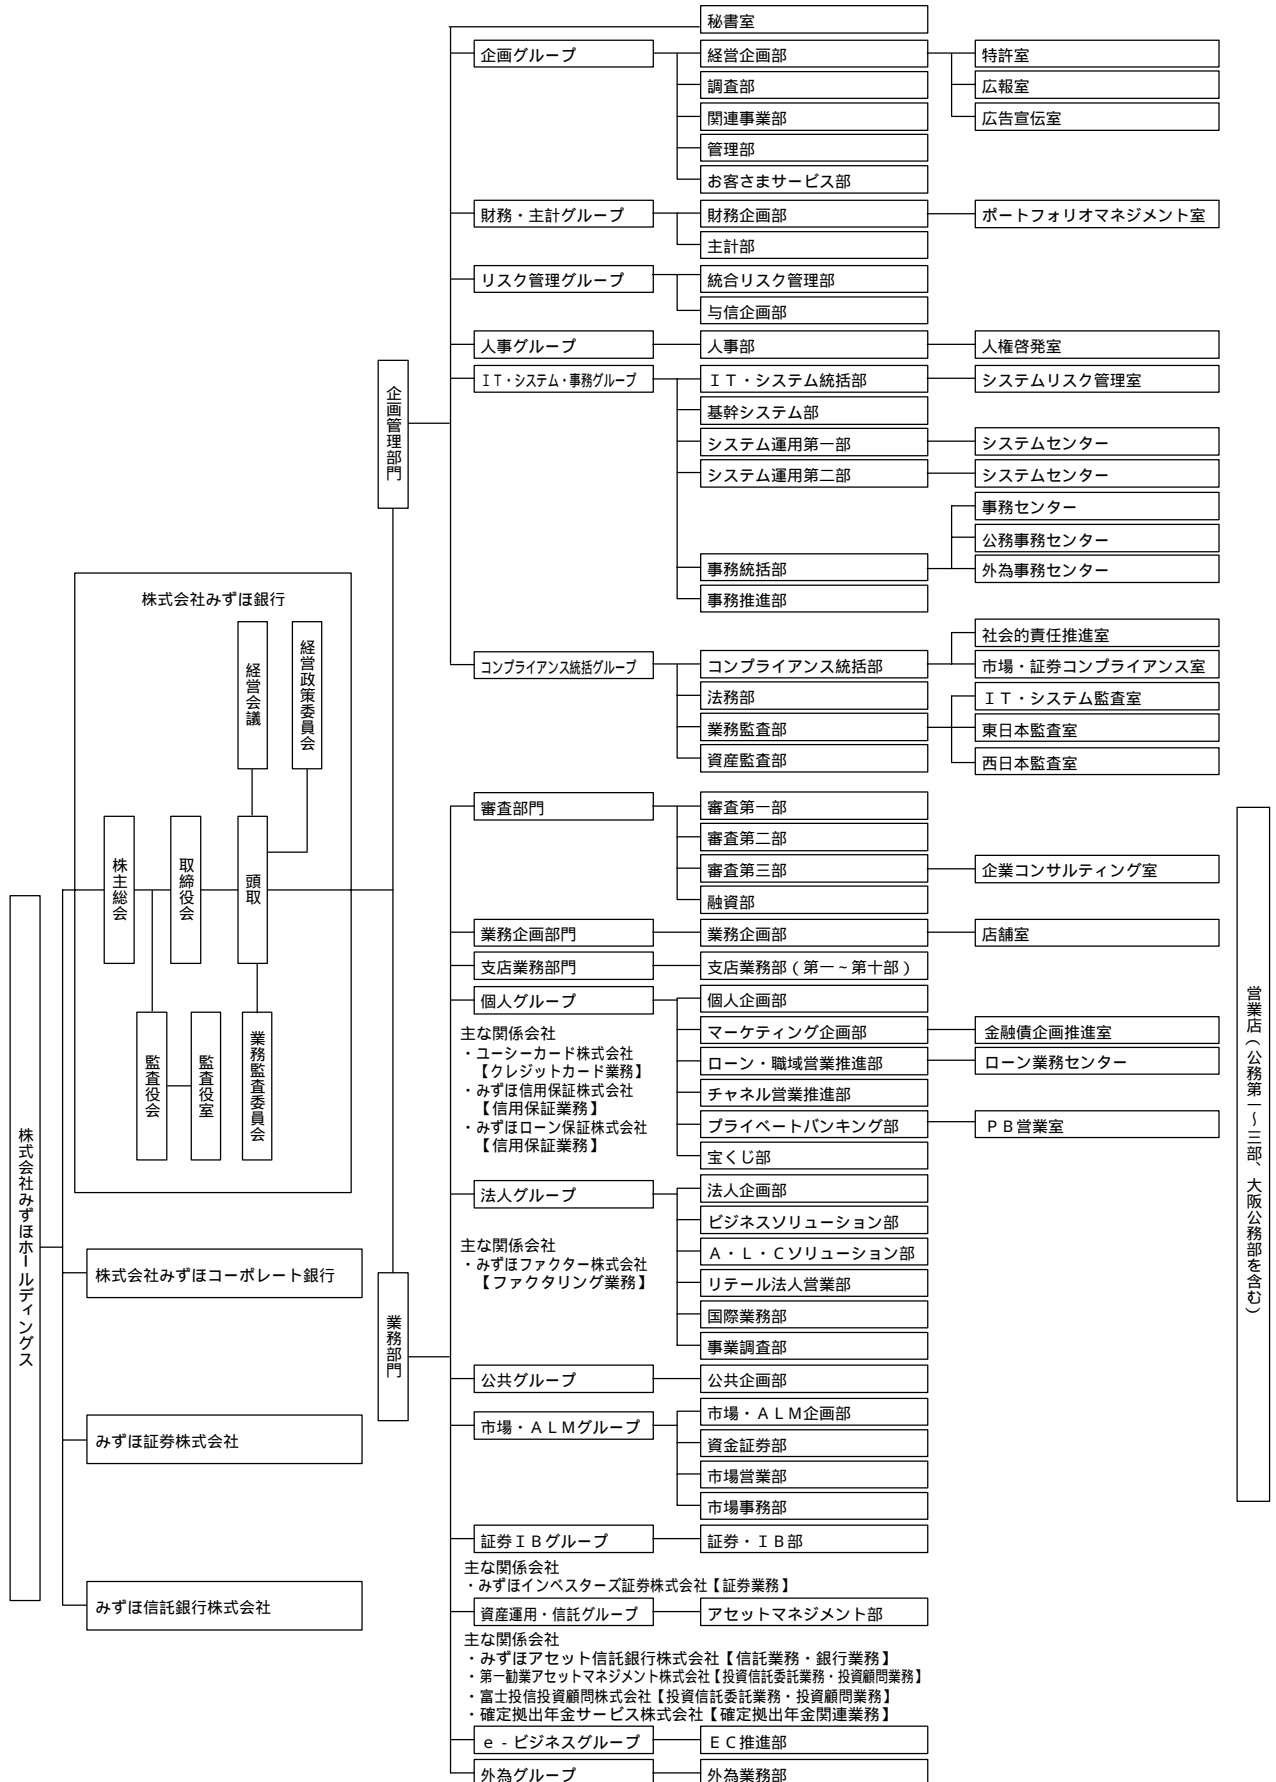 株式会社みずほホールディングス
株式会社みずほ銀行
経営会議
経営政策委員会
株主総会
取締役会
頭取
監査役会
監査役室
業務監査委員会
株式会社みずほコーポレート銀行
みずほ証券株式会社
みずほ信託銀行株式会社
企画管理部門
秘書室
企画グループ
経営企画部
特許室
広報室
広告宣伝室
調査部
関連事業部
管理部
お客さまサービス部
財務・主計グループ
財務企画部
ポートフォリオマネジメント室
主計部
リスク管理グループ
統合リスク管理部
与信企画部
人事グループ
人事部
人権啓発室
ＩＴ・システム・事務グループ
ＩＴ・システム統括部
システムリスク管理室
基幹システム部
システム運用第一部
システムセンター
システム運用第二部
システムセンター
事務統括部
事務センター
公務事務センター
外為事務センター
事務推進部
コンプライアンス統括グループ
コンプライアンス統括部
社会的責任推進室
市場・証券コンプライアンス室
法務部
業務監査部
ＩＴ・システム監査室
東日本監査室
西日本監査室
資産監査部
業務部門
審査部門
審査第一部
審査第二部
審査第三部
企業コンサルティング室
融資部
業務企画部門
業務企画部
店舗室
支店業務部門
支店業務部（第一～第十部）
個人グループ
主な関係会社
・ユーシーカード株式会社
【クレジットカード業務】
・みずほ信用保証株式会社
【信用保証業務】
・みずほローン保証株式会社
【信用保証業務】
個人企画部
マーケティング企画部
金融債企画推進室
ローン・職域営業推進部
ローン業務センター
チャネル営業推進部
プライベートバンキング部
ＰＢ営業室
宝くじ部
法人グループ
主な関係会社
・みずほファクター株式会社
【ファクタリング業務】
法人企画部
ビジネスソリューション部
Ａ・Ｌ・Ｃソリューション部
リテール法人営業部
国際業務部
事業調査部
公共グループ
公共企画部
市場・ＡＬＭグループ
市場・ＡＬＭ企画部
資金証券部
市場営業部
市場事務部
証券ＩＢグループ
証券・ＩＢ部
主な関係会社
・みずほインベスターズ証券株式会社【証券業務】
資産運用・信託グループ
アセットマネジメント部
主な関係会社
・みずほアセット信託銀行株式会社【信託業務・銀行業務】
・第一勧業アセットマネジメント株式会社【投資信託委託業務・投資顧問業務】
・富士投信投資顧問株式会社【投資信託委託業務・投資顧問業務】
・確定拠出年金サービス株式会社【確定拠出年金関連業務】
ｅ‐ビジネスグループ
ＥＣ推進部
外為グループ
外為業務部
営業店（公務第一～三部、大阪公務部を含む）